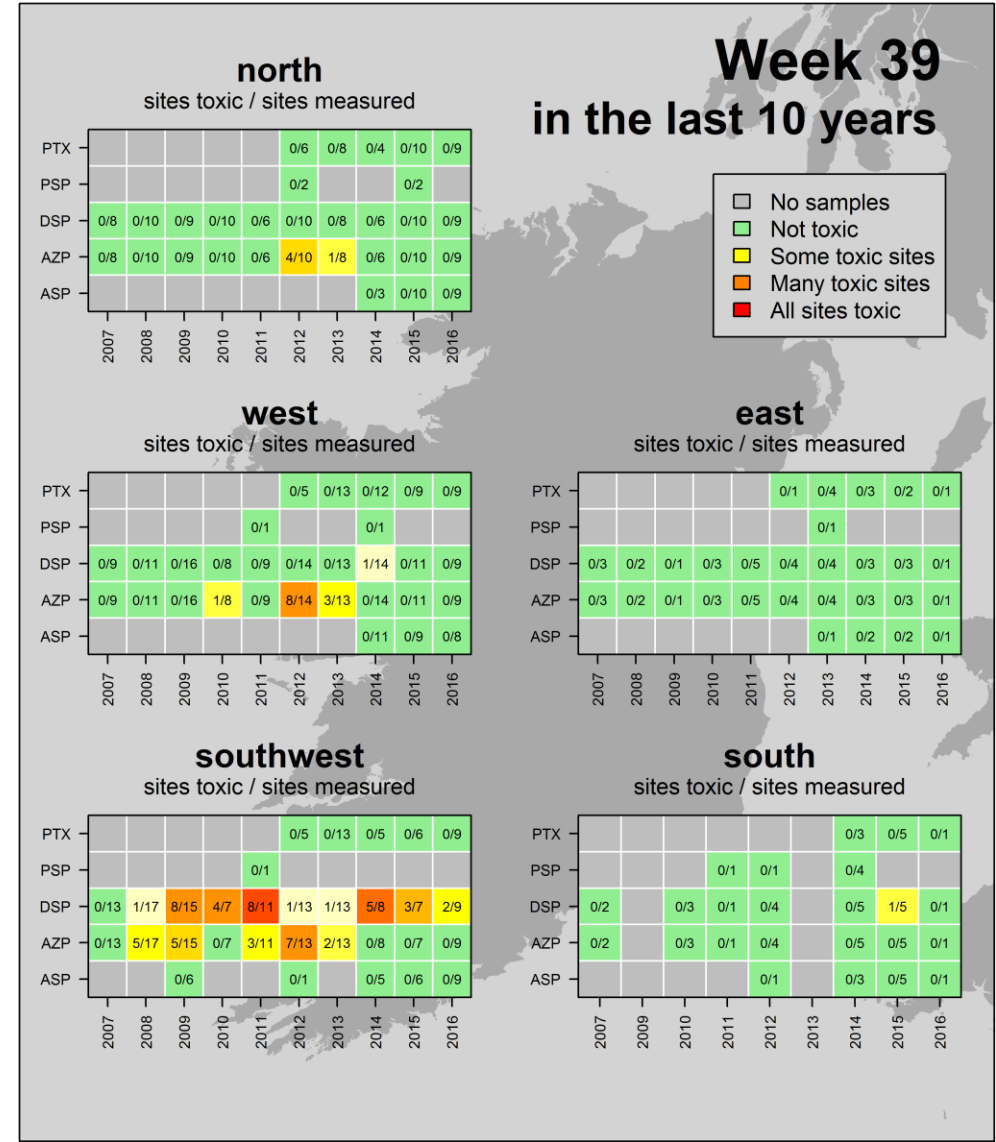 Week 39
in the last 10 years
No samples
Not toxic
Some toxic sites
Many toxic sites
All sites toxic
north
sites toxic / sites measured
PTX 0/6 0/8 0/4 0/10 0/9
PSP 0/2 0/2
DSP 0/8 0/10 0/9 0/10 0/6 0/10 0/8 0/6 0/10 0/9
AZP 0/8 0/10 0/9 0/10 0/6 4/10 1/8 0/6 0/10 0/9
ASP 0/3 0/10 0/9
2007 2008 2009 2010 2011 2012 2013 2014 2015 2016
west
sites toxic / sites measured
PTX 0/5 0/13 0/12 0/9 0/9
PSP 0/1 0/1
DSP 0/9 0/11 0/16 0/8 0/9 0/14 0/13 1/14 0/11 0/9
AZP 0/9 0/11 0/16 1/8 0/9 8/14 3/13 0/14 0/11 0/9
ASP 0/11 0/9 0/8
2007 2008 2009 2010 2011 2012 2013 2014 2015 2016
east
sites toxic / sites measured
PTX 0/1 0/4 0/3 0/2 0/1
PSP 0/1
DSP 0/3 0/2 0/1 0/3 0/5 0/4 0/4 0/3 0/3 0/1
AZP 0/3 0/2 0/1 0/3 0/5 0/4 0/4 0/3 0/3 0/1
ASP 0/1 0/2 0/2 0/1
2007 2008 2009 2010 2011 2012 2013 2014 2015 2016
southwest
sites toxic / sites measured
PTX 0/5 0/13 0/5 0/6 0/9
PSP 0/1
DSP 0/13 1/17 8/15 4/7 8/11 1/13 1/13 5/8 3/7 2/9
AZP 0/13 5/17 5/15 0/7 3/11 7/13 2/13 0/8 0/7 0/9
ASP 0/6 0/1 0/5 0/6 0/9
2007 2008 2009 2010 2011 2012 2013 2014 2015 2016
south
sites toxic / sites measured
PTX 0/3 0/5 0/1
PSP 0/1 0/1 0/4
DSP 0/2 0/3 0/1 0/4 0/5 1/5 0/1
AZP 0/2 0/3 0/1 0/4 0/5 0/5 0/1
ASP 0/1 0/3 0/5 0/1
2007 2008 2009 2010 2011 2012 2013 2014 2015 2016